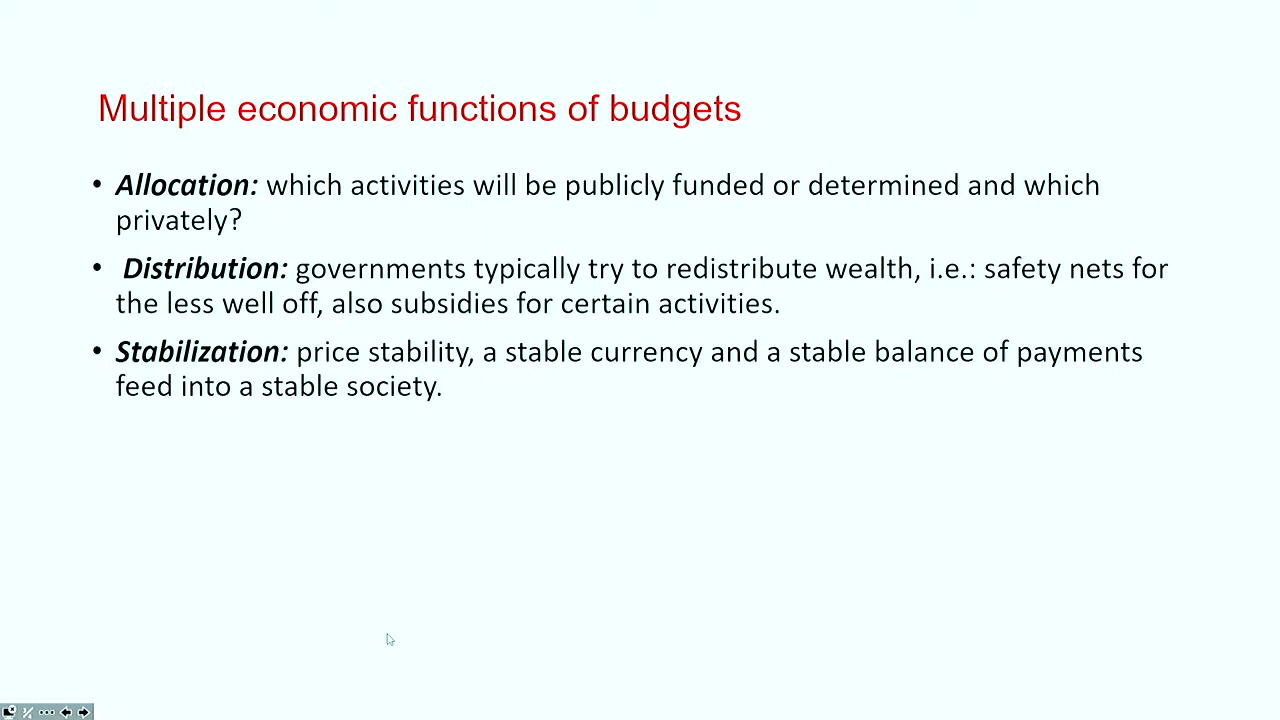 Multiple economic functions of budgets
• Allocation: which activities will be publicly funded or determined and which
privately?
• Distribution: governments typically try to redistribute wealth, i.e.: safety nets for
the less well off, also subsidies for certain activities.
• Stabilization: price stability, a stable currency and a stable balance of payments
feed into a stable society.